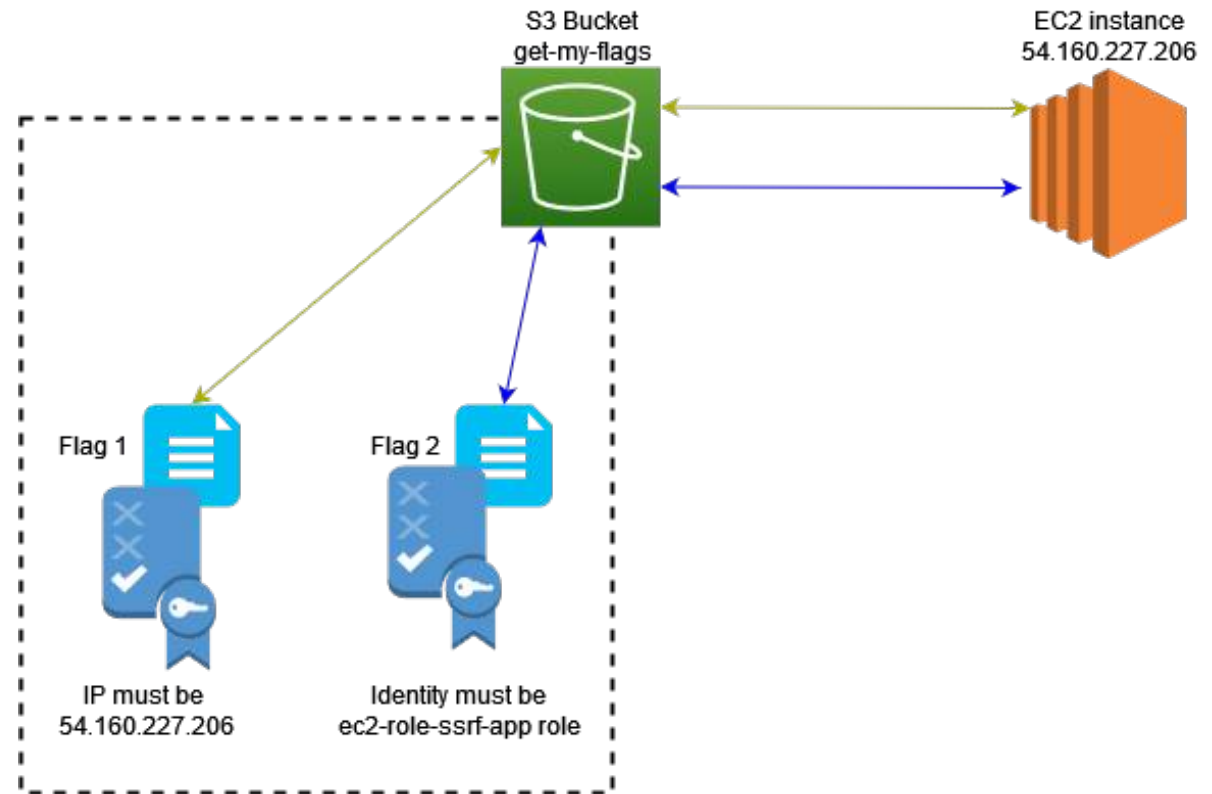 S3 Bucket
get-my-flags
EC2 instance
54.160.227.206
Flag 1
Flag 2
IP must be
54.160.227.206
Identity must be
ec2-role-ssrf-app role